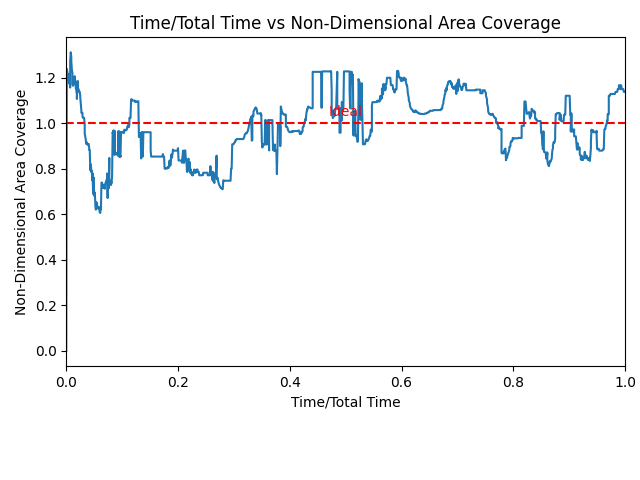 Time/Total Time vs Non-Dimensional Area Coverage
Non-Dimensional Area Coverage
1.2
1.0
0.8
0.6
0.4
0.2
0.0
Ideal
0.0 0.2 0.4 0.6 0.8 1.0
Time/Total Time